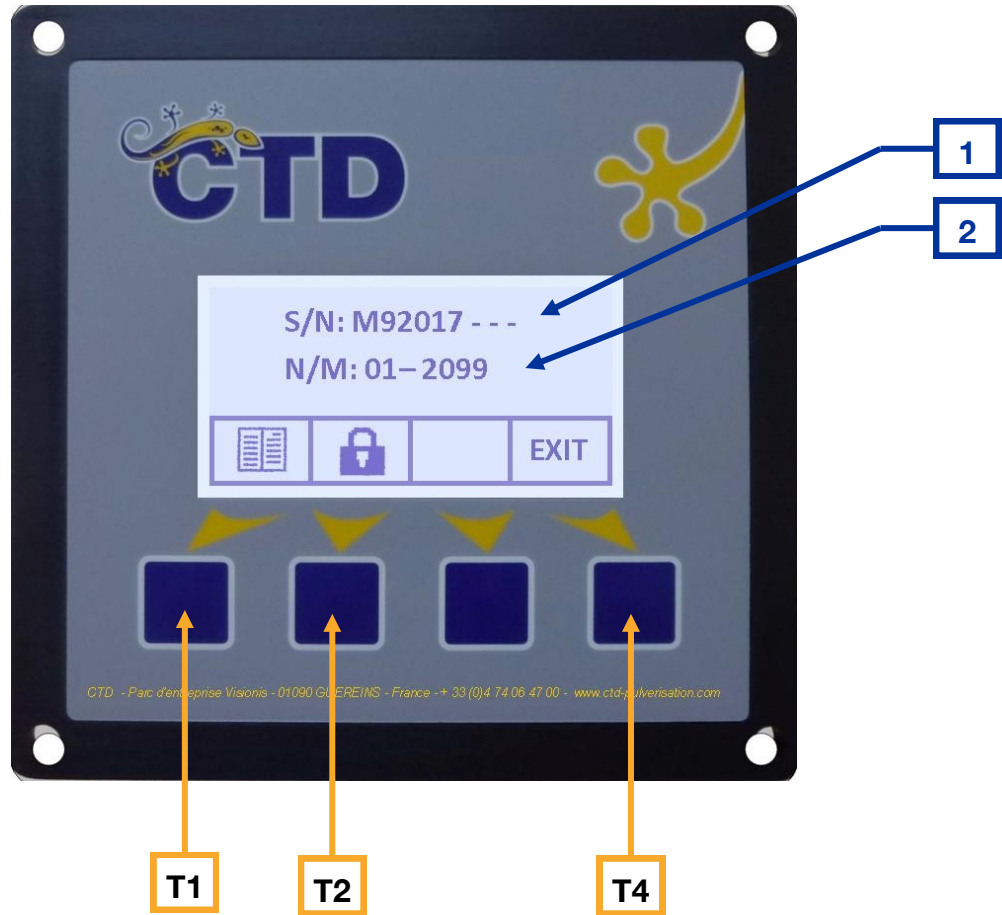 CTD
1
2
S/N: M92017 - - -
N/M: 01– 2099
EXIT
CTD - Parc d'entreprise Visionis - 01090 GUEREINS - France - + 33 (0)4 74 06 47 00 - www.ctd-pulverisation.com
T1
T2
T4